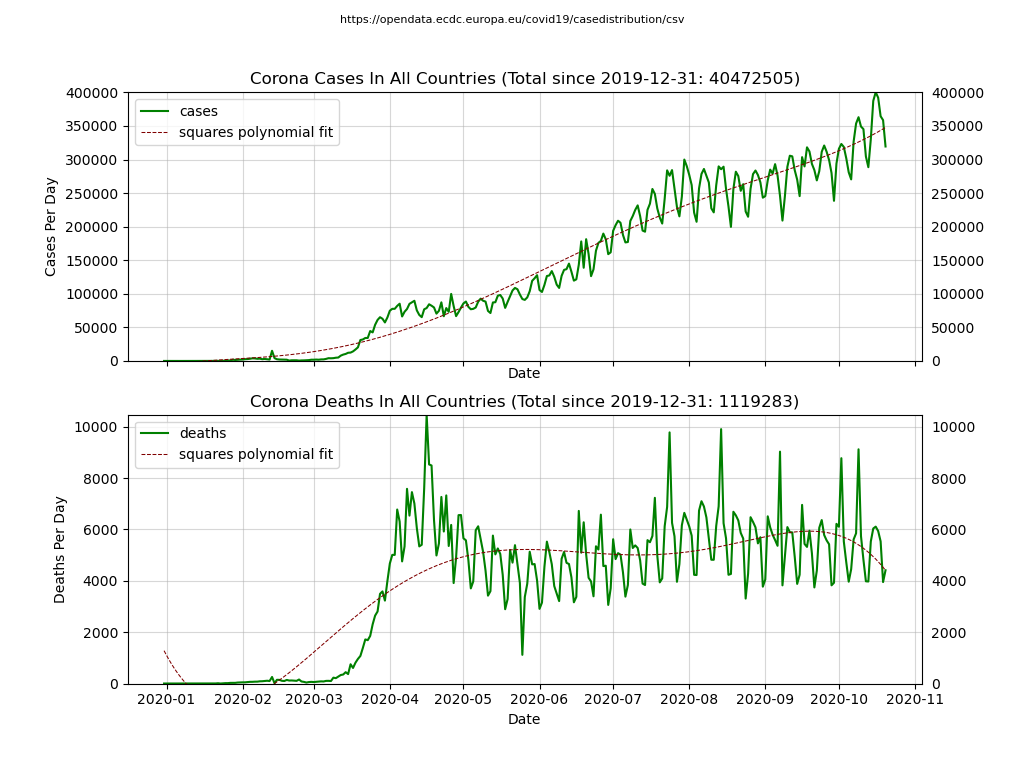 https://opendata.ecdc.europa.eu/covid19/casedistribution/csv
Corona Cases In All Countries (Total since 2019-12-31: 40472505)
cases
squares polynomial fit
400000
350000
300000
250000
200000
150000
100000
50000
0
Cases Per Day
400000
350000
300000
250000
200000
150000
100000
50000
0
Date
Corona Deaths In All Countries (Total since 2019-12-31: 1119283)
deaths
squares polynomial fit
10000
8000
6000
4000
2000
0
Deaths Per Day
10000
8000
6000
4000
2000
0
2020-01 2020-02 2020-03 2020-04 2020-05 2020-06 2020-07 2020-08 2020-09 2020-10 2020-11
Date